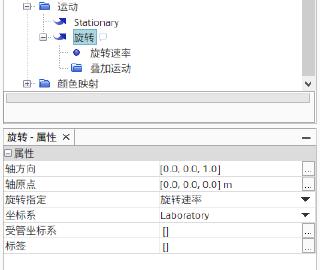 运动
Stationary
旋转
旋转速率
叠加运动
颜色映射
旋转 - 属性 ×
属性
轴方向 [0.0, 0.0, 1.0] ...
轴原点 [0.0, 0.0, 0.0] m ...
旋转指定 旋转速率
坐标系 Laboratory
受管坐标系 [] ...
标签 [] ...